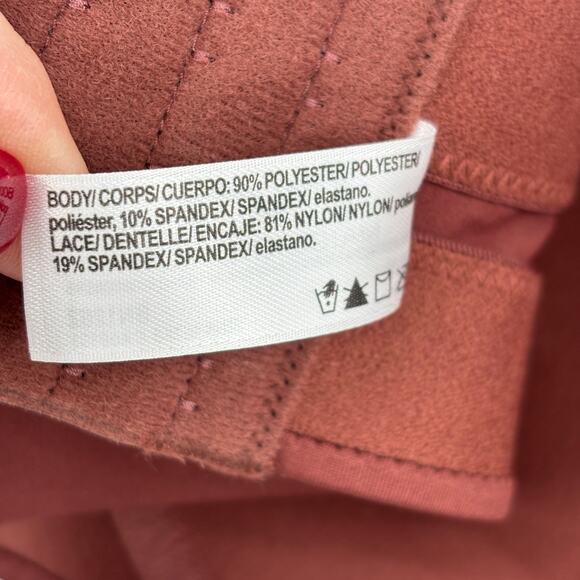 BODY/ CORPS/ CUERPO: 90% POLYESTER/ POLYESTER/
poliéster, 10% SPANDEX/ SPANDEX/ elastano.
LACE/ DENTELLE/ ENCAJE: 81% NYLON/ NYLON/
19% SPANDEX/ SPANDEX/ elastano.